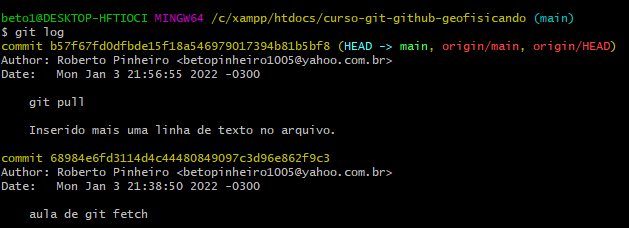 beto1@DESKTOP-HFTIOCI MINGW64 /c/xampp/htdocs/curso-git-github-geofisicando (main)
$ git log
commit b57f67fd0dfbde15f18a546979017394b81b5bf8 (HEAD -> main, origin/main, origin/HEAD)
Author: Roberto Pinheiro <betopinheiro1005@yahoo.com.br>
Date:   Mon Jan 3 21:56:55 2022 -0300

    git pull

    Inserido mais uma linha de texto no arquivo.

commit 68984e6fd3114d4c44480849097c3d96e862f9c3
Author: Roberto Pinheiro <betopinheiro1005@yahoo.com.br>
Date:   Mon Jan 3 21:38:50 2022 -0300

    aula de git fetch